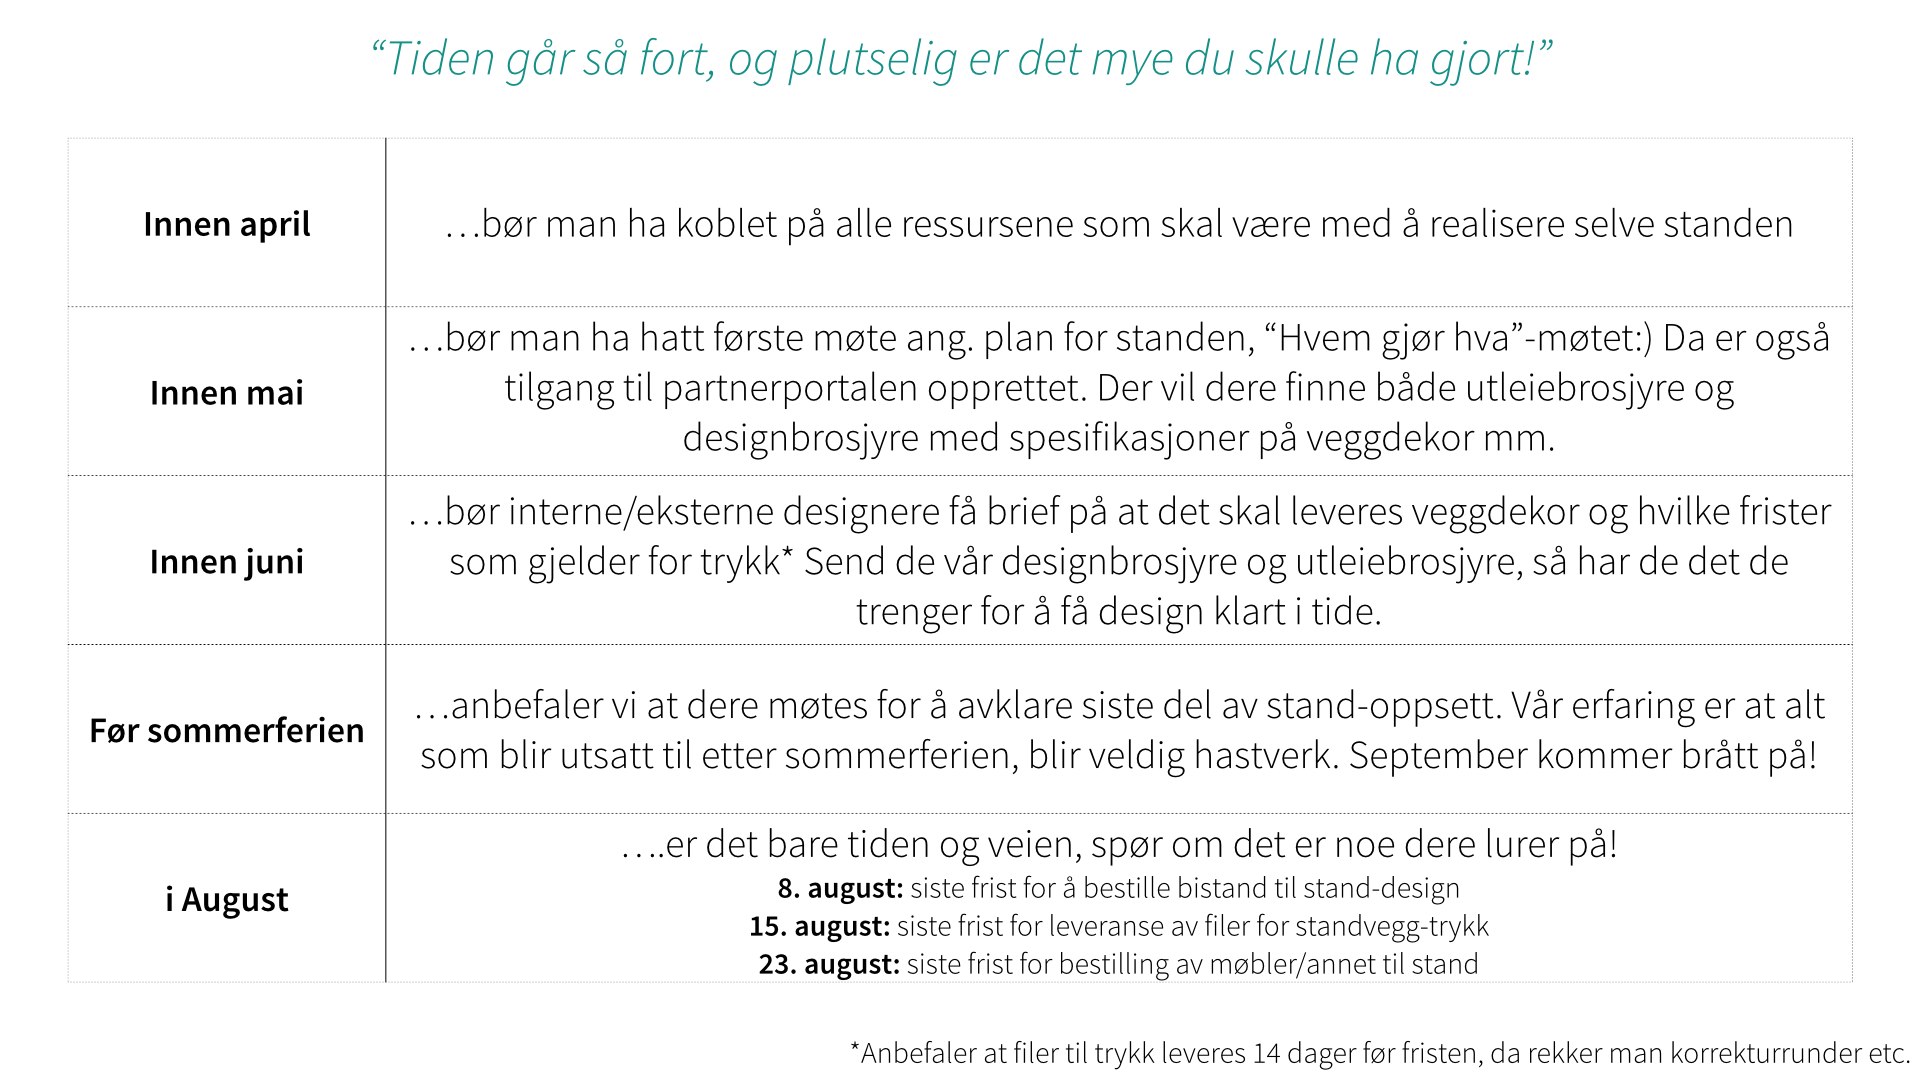 “Tiden går så fort, og plutselig er det mye du skulle ha gjort!”
Innen april
…bør man ha koblet på alle ressursene som skal være med å realisere selve standen
Innen mai
…bør man ha hatt første møte ang. plan for standen, “Hvem gjør hva”-møtet:) Da er også
tilgang til partnerportalen opprettet. Der vil dere finne både utleiebrosjyre og
designbrosjyre med spesifikasjoner på veggdekor mm.
Innen juni
…bør interne/eksterne designere få brief på at det skal leveres veggdekor og hvilke frister
som gjelder for trykk* Send de vår designbrosjyre og utleiebrosjyre, så har de det de
trenger for å få design klart i tide.
Før sommerferien
…anbefaler vi at dere møtes for å avklare siste del av stand-oppsett. Vår erfaring er at alt
som blir utsatt til etter sommerferien, blir veldig hastverk. September kommer brått på!
i August
….er det bare tiden og veien, spør om det er noe dere lurer på!
8. august: siste frist for å bestille bistand til stand-design
15. august: siste frist for leveranse av filer for standvegg-trykk
23. august: siste frist for bestilling av møbler/annet til stand
*Anbefaler at filer til trykk leveres 14 dager før fristen, da rekker man korrekturrunder etc.